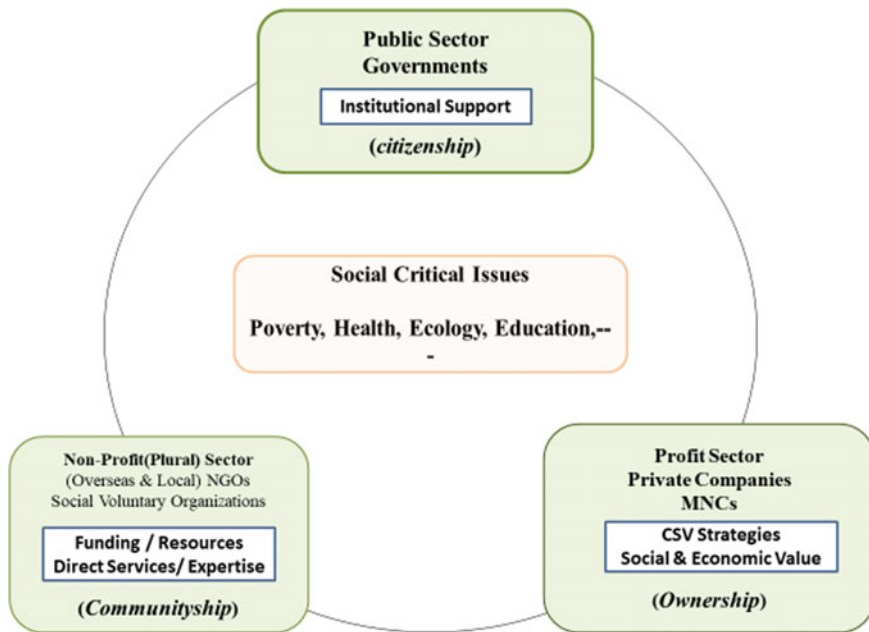 Public Sector
Governments
Institutional Support
(citizenship)
Social Critical Issues
Poverty, Health, Ecology, Education,--
-
Non-Profit(Plural) Sector
(Overseas & Local) NGOs
Social Voluntary Organizations
Funding / Resources
Direct Services/ Expertise
(Communityship)
Profit Sector
Private Companies
MNCs
CSV Strategies
Social & Economic Value
(Ownership)